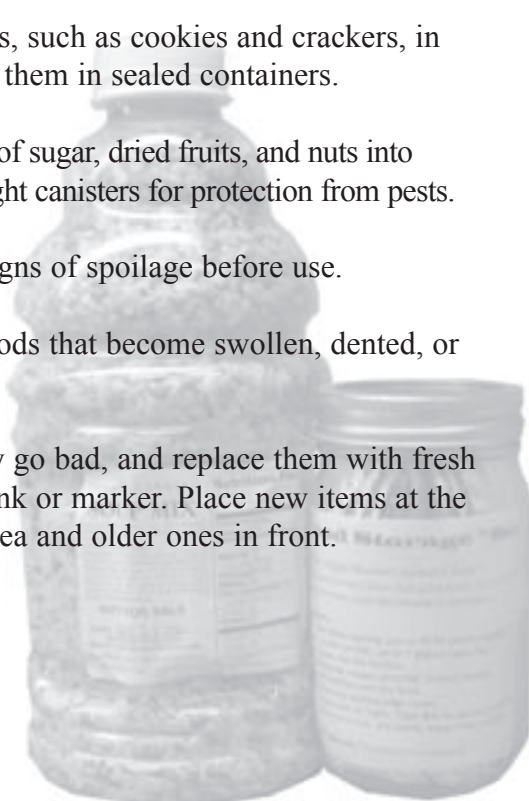 s, such as cookies and crackers, in
them in sealed containers.
of sugar, dried fruits, and nuts into
ght canisters for protection from pests.
gns of spoilage before use.
ods that become swollen, dented, or
y go bad, and replace them with fresh
nk or marker. Place new items at the
ea and older ones in front.